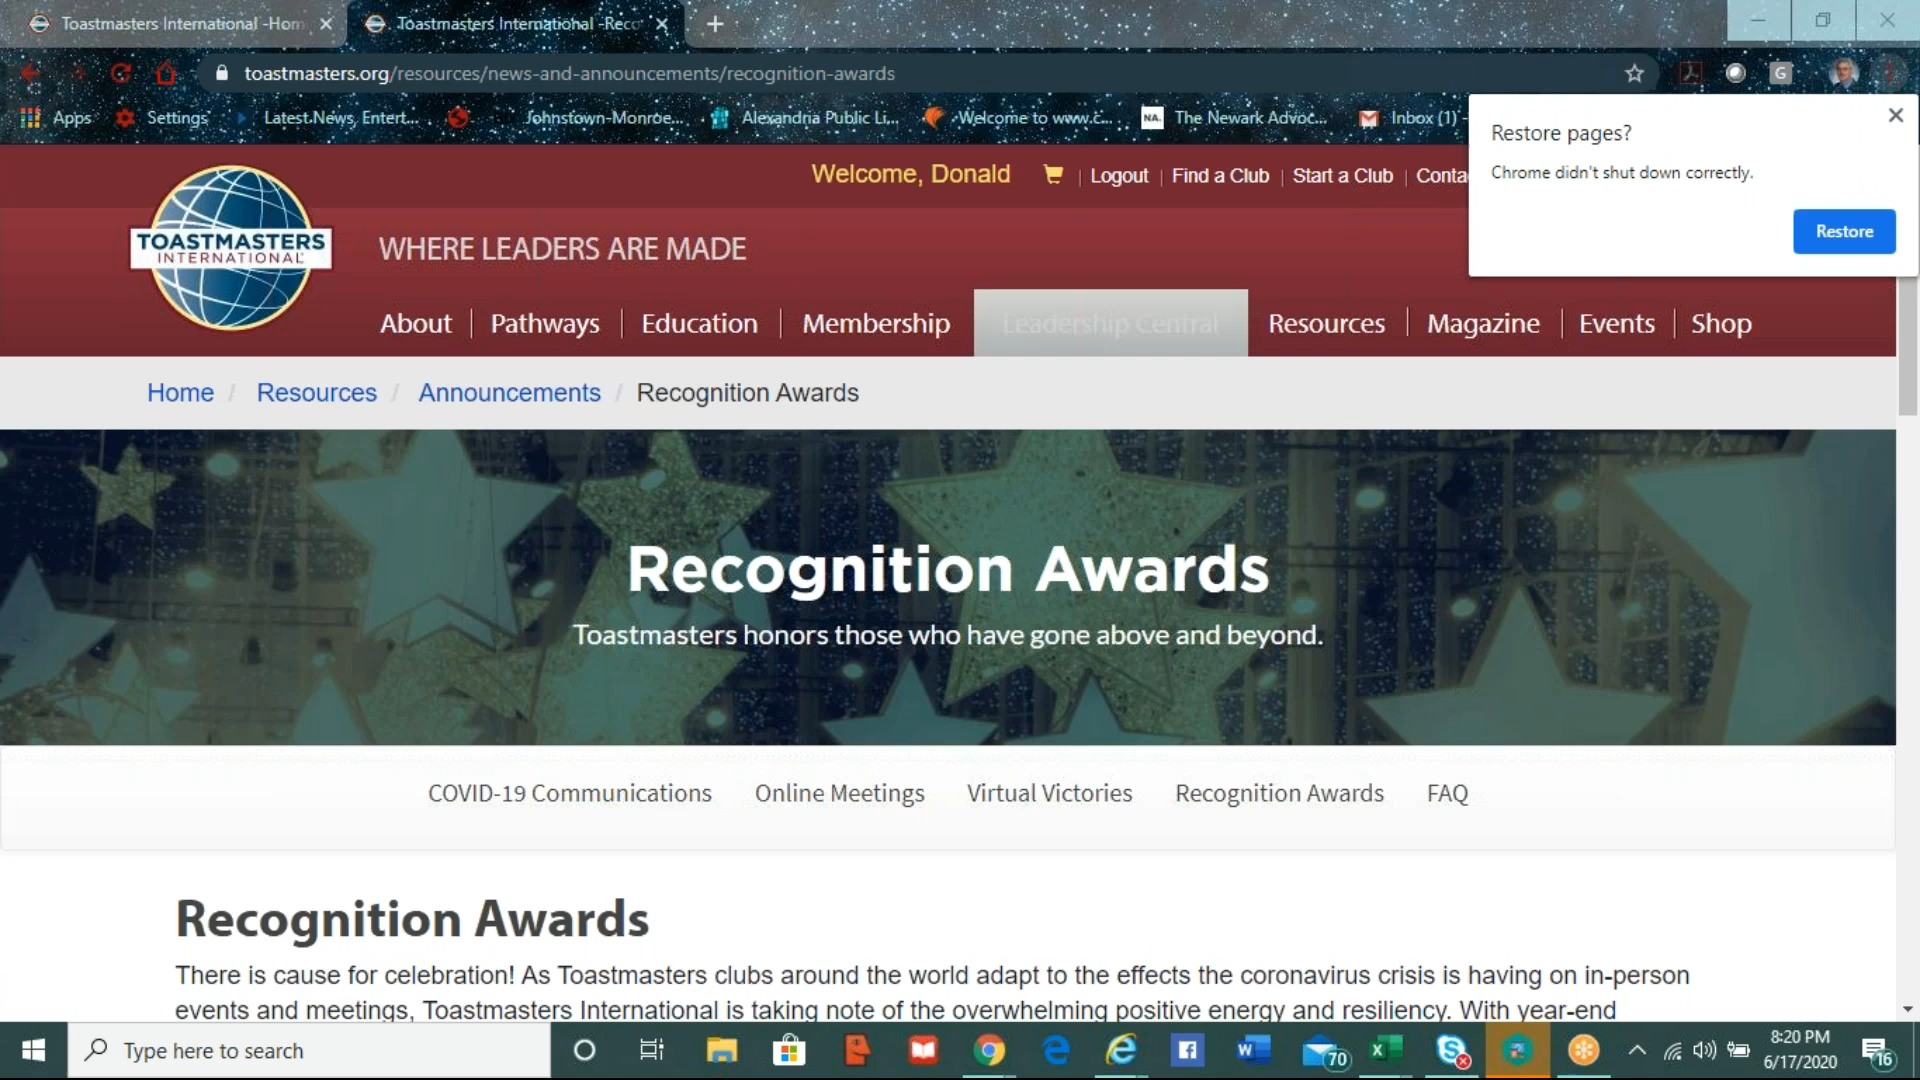 Toastmasters International -Hom
Toastmasters International -Reco
toastmasters.org/resources/news-and-announcements/recognition-awards
Apps
Settings
Latest News, Entert...
Johnstown-Monroe...
Alexandria Public Li...
Welcome to www.c...
NA.
The Newark Advoc...
Inbox (1) -
G
Restore pages?
Chrome didn't shut down correctly.
Restore
Welcome, Donald
Logout | Find a Club | Start a Club | Conta
TOASTMASTERS
INTERNATIONAL
WHERE LEADERS ARE MADE
About
Pathways
Education
Membership
Leadership Central
Resources
Magazine
Events
Shop
Home / Resources / Announcements / Recognition Awards
Recognition Awards
Toastmasters honors those who have gone above and beyond.
COVID-19 Communications
Online Meetings
Virtual Victories
Recognition Awards
FAQ
Recognition Awards
There is cause for celebration! As Toastmasters clubs around the world adapt to the effects the coronavirus crisis is having on in-person
events and meetings, Toastmasters International is taking note of the overwhelming positive energy and resiliency. With year-end
Type here to search
70
8:20 PM
6/17/2020
16